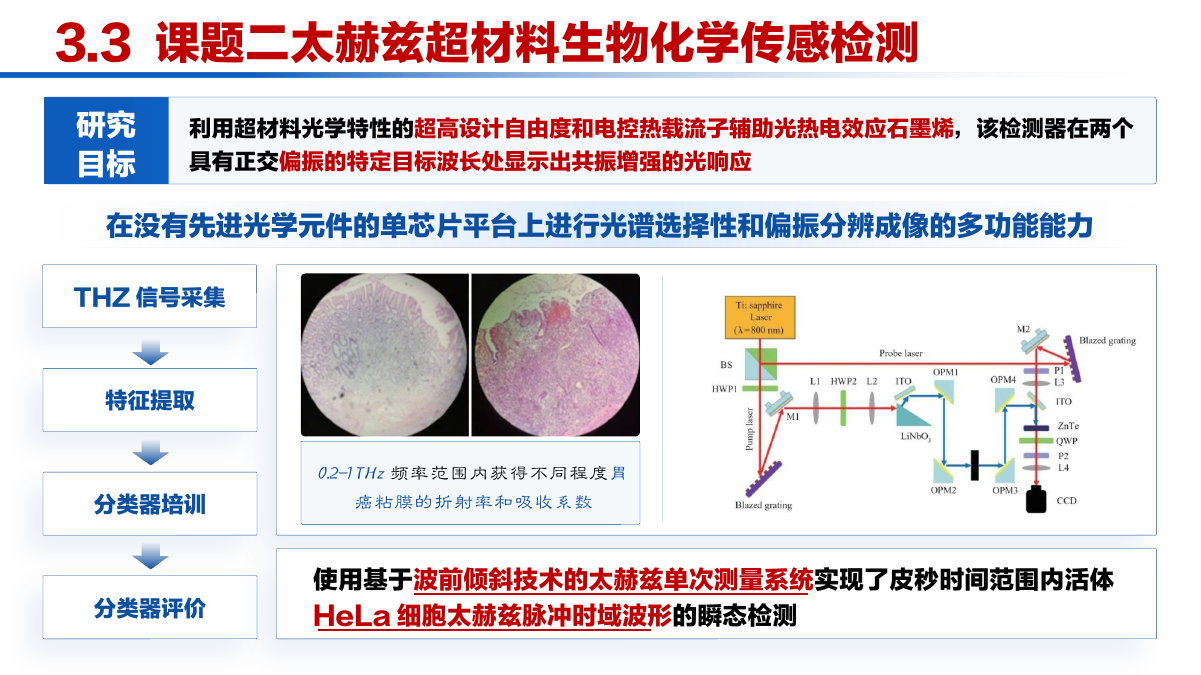 3.3 课题二太赫兹超材料生物化学传感检测
研究
目标
利用超材料光学特性的超高设计自由度和电控热载流子辅助光热电效应石墨烯，该检测器在两个
具有正交偏振的特定目标波长处显示出共振增强的光响应
在没有先进光学元件的单芯片平台上进行光谱选择性和偏振分辨成像的多功能能力
THZ 信号采集
特征提取
分类器培训
分类器评价
0.2–1THz 频率范围内获得不同程度胃
癌粘膜的折射率和吸收系数
Ti: sapphire
Laser
(λ=800 nm)
BS
HWP1
Pump laser
Blazed grating
M1
L1
HWP2
L2
ITO
LiNbO3
OPM1
OPM2
OPM3
OPM4
Probe laser
M2
Blazed grating
P1
L3
ITO
ZnTe
QWP
P2
L4
CCD
使用基于波前倾斜技术的太赫兹单次测量系统实现了皮秒时间范围内活体
HeLa 细胞太赫兹脉冲时域波形的瞬态检测